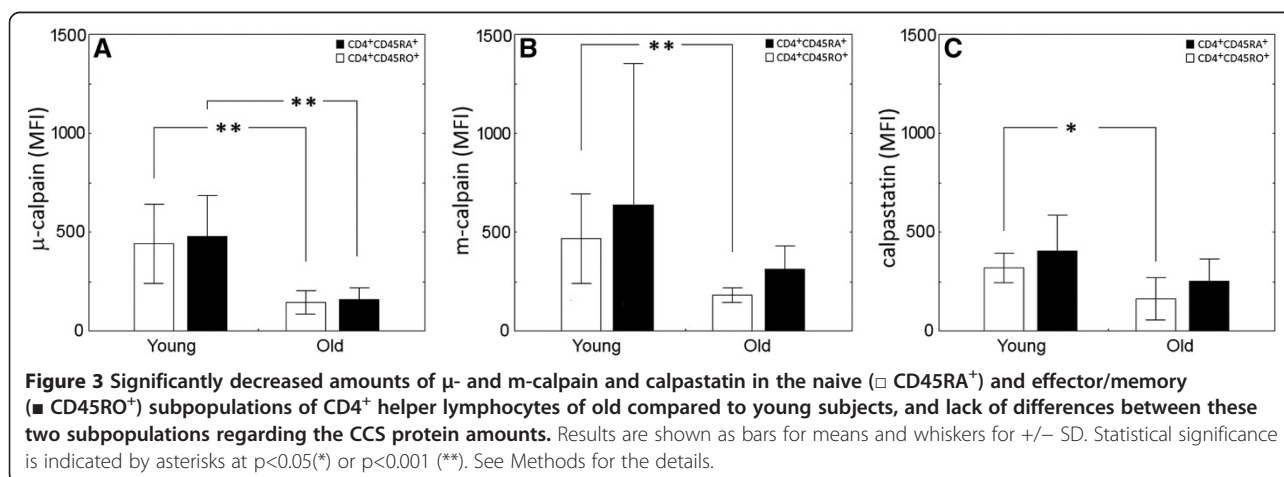 1500
A
■ CD4⁺CD45RA⁺
□ CD4⁺CD45RO⁺
1000
500
0
μ-calpain (MFI)
**
**
Young
Old
1500
B
■ CD4⁺CD45RA⁺
□ CD4⁺CD45RO⁺
1000
500
0
m-calpain (MFI)
**
Young
Old
1500
C
■ CD4⁺CD45RA⁺
□ CD4⁺CD45RO⁺
1000
500
0
calpastatin (MFI)
*
Young
Old
Figure 3 Significantly decreased amounts of μ- and m-calpain and calpastatin in the naive (□ CD45RA⁺) and effector/memory
(■ CD45RO⁺) subpopulations of CD4⁺ helper lymphocytes of old compared to young subjects, and lack of differences between these
two subpopulations regarding the CCS protein amounts. Results are shown as bars for means and whiskers for +/− SD. Statistical significance
is indicated by asterisks at p<0.05(*) or p<0.001 (**). See Methods for the details.